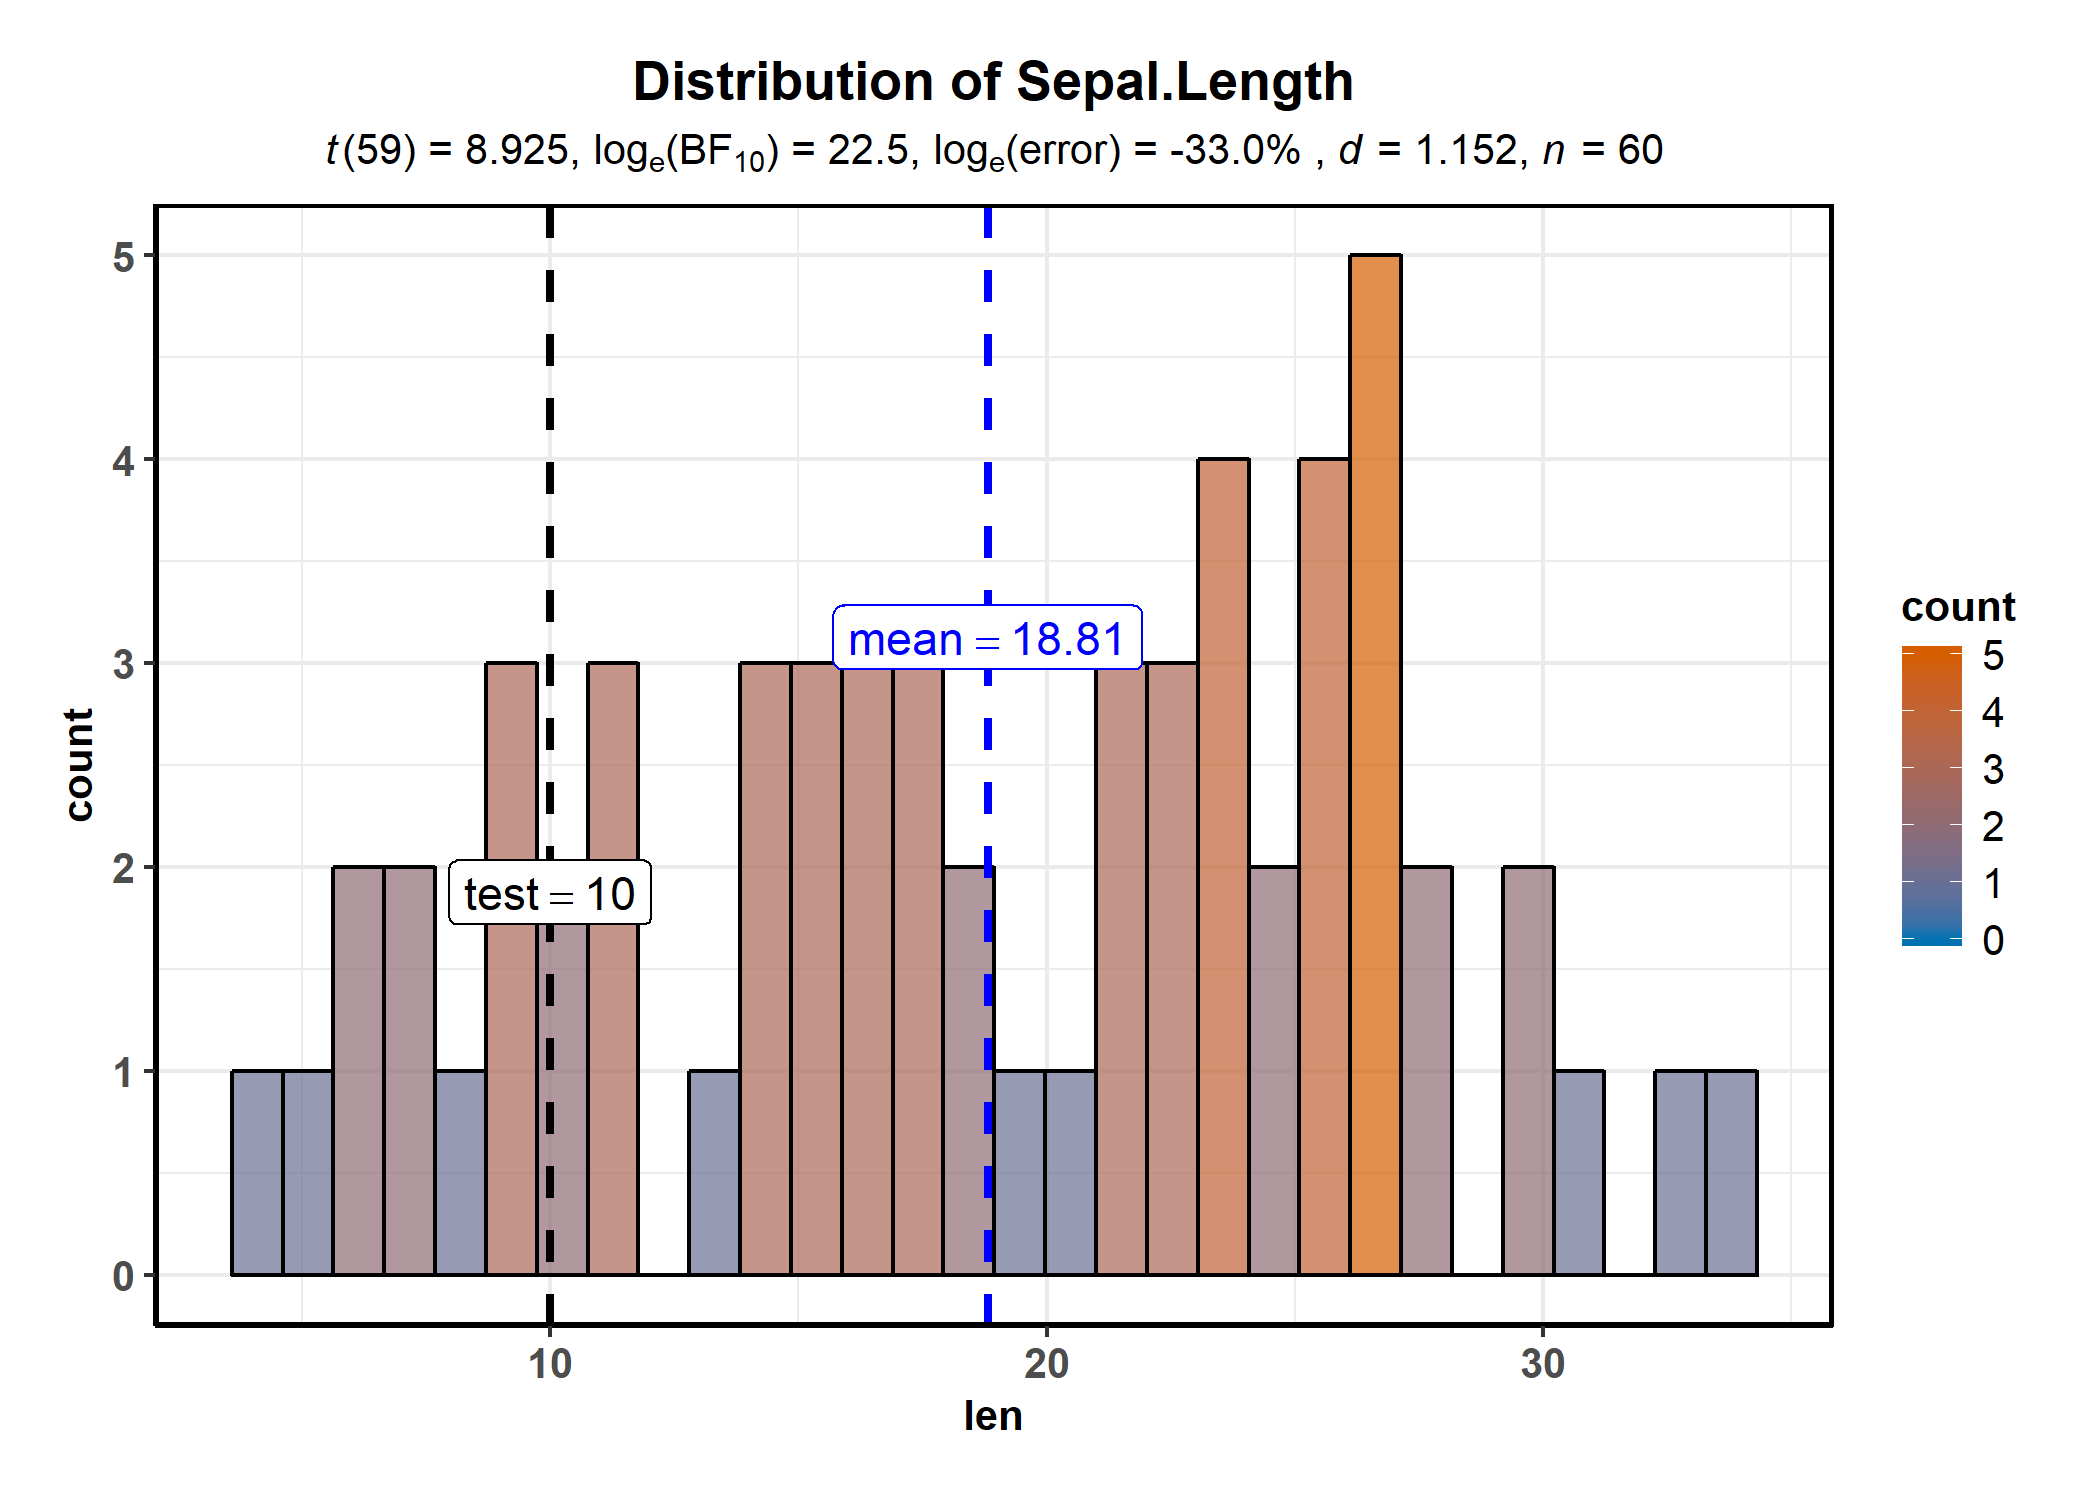 Distribution of Sepal.Length
t(59) = 8.925, logₑ(BF₁₀) = 22.5, logₑ(error) = -33.0% , d = 1.152, n = 60
5
4
3
2
1
0
count
mean = 18.81
test = 10
10 20 30
len
count
5
4
3
2
1
0